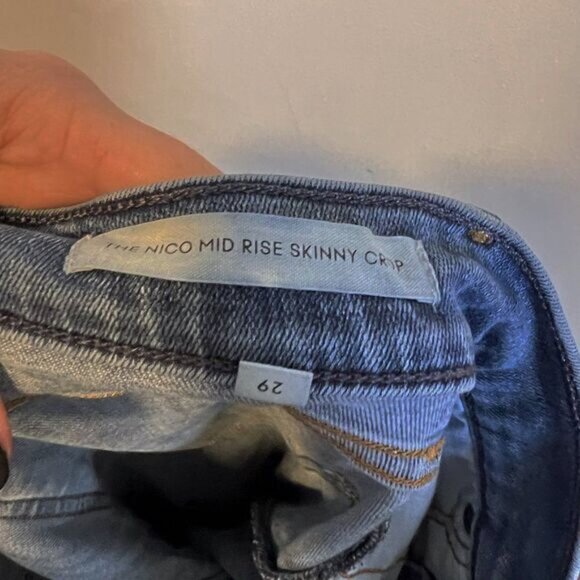 THE NICO MID RISE SKINNY CROP
29